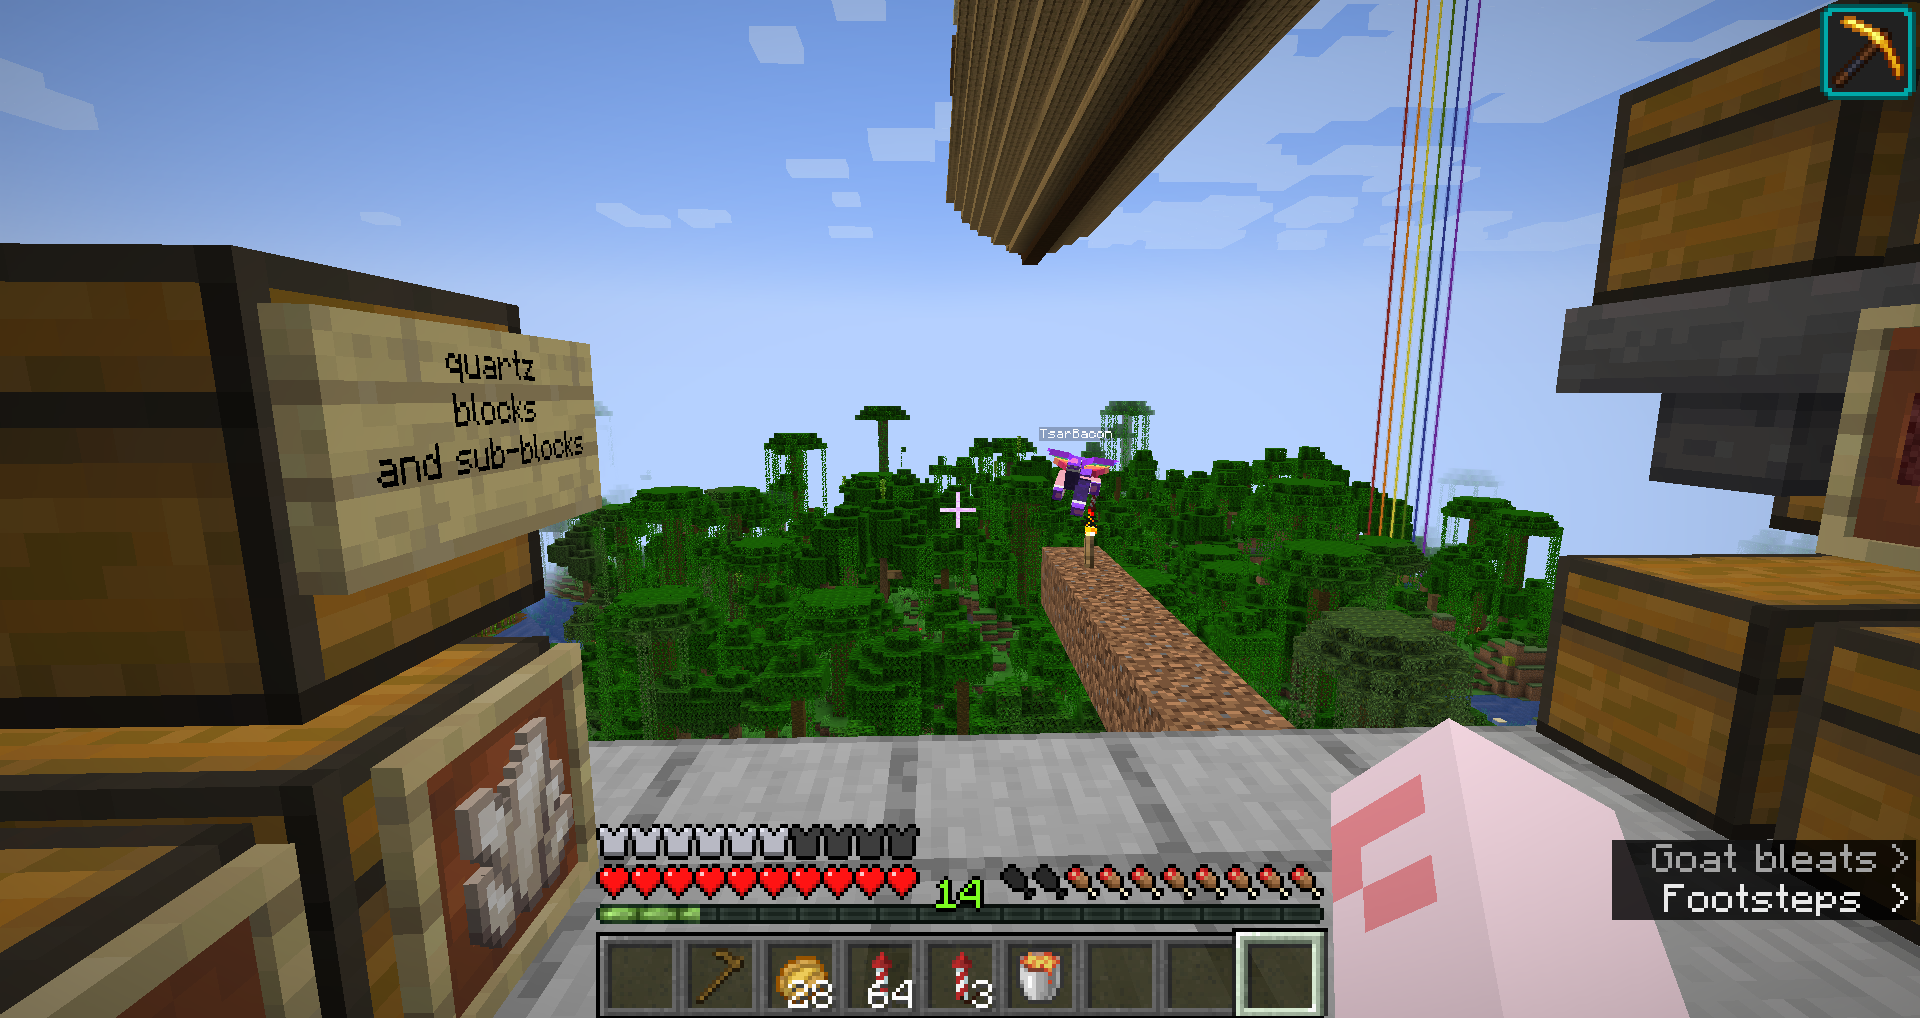 quartz
blocks
and sub-blocks
TsarBacon
Goat bleats >
Footsteps >
14
28
64
3